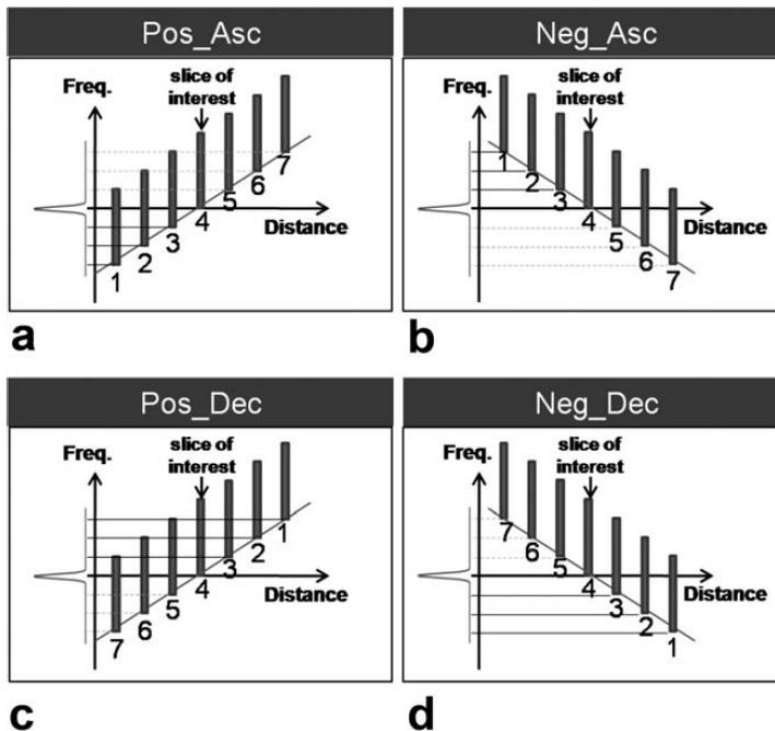 Pos_Asc
Neg_Asc
Freq.
slice of
interest
1
2
3
4
5
6
7
Distance
Freq.
slice of
interest
1
2
3
4
5
6
7
Distance
a
b
Pos_Dec
Neg_Dec
Freq.
slice of
interest
7
6
5
4
3
2
1
Distance
Freq.
slice of
interest
7
6
5
4
3
2
1
Distance
c
d